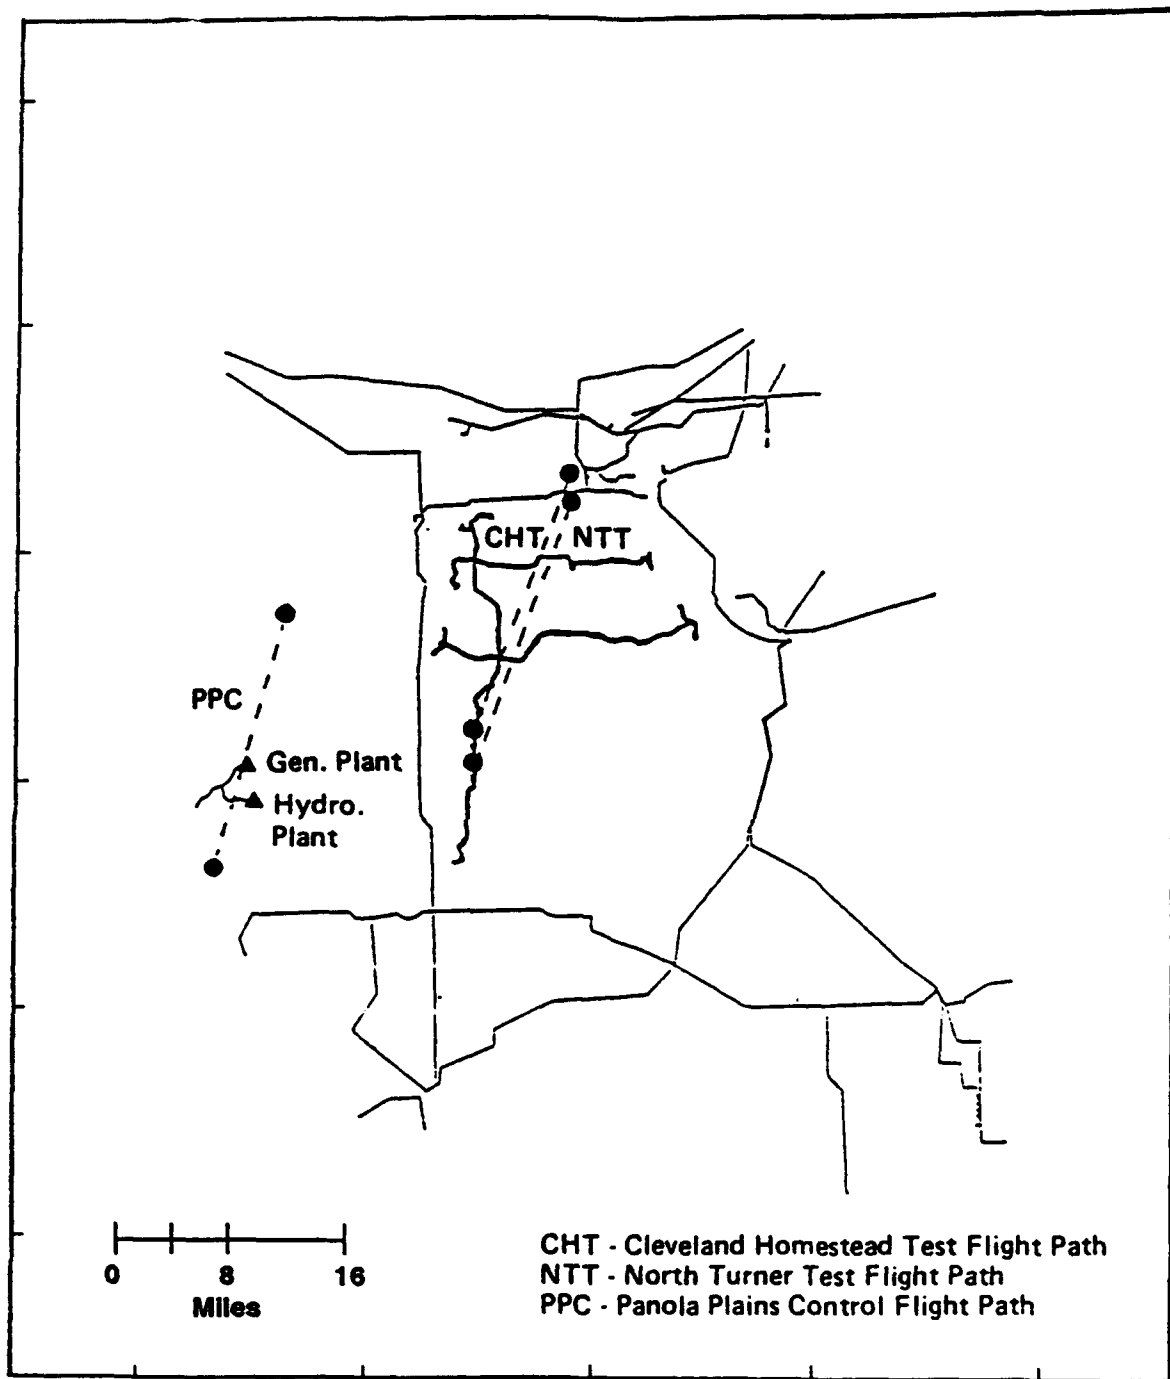 CHT NTT
PPC
Gen. Plant
Hydro.
Plant
0 8 16
Miles
CHT - Cleveland Homestead Test Flight Path
NTT - North Turner Test Flight Path
PPC - Panola Plains Control Flight Path